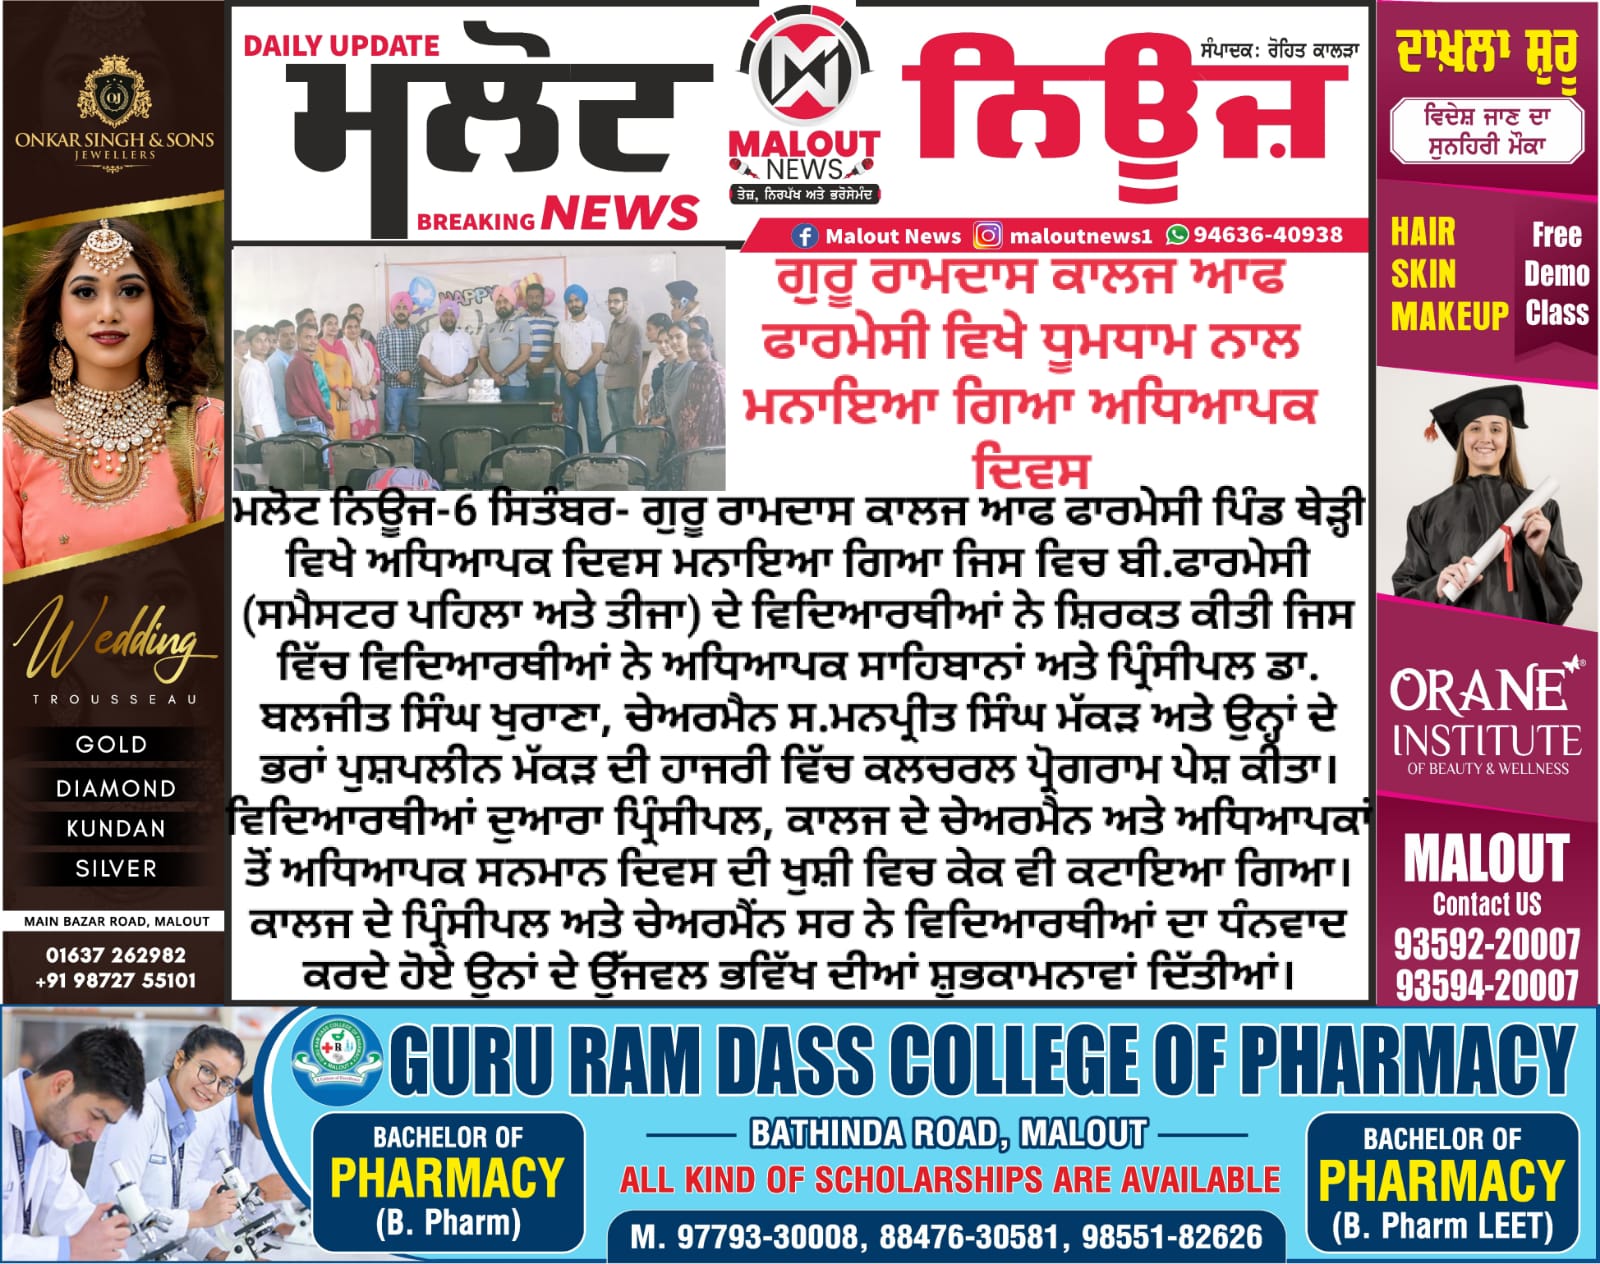 OJ
ONKAR SINGH & SONS
JEWELLERS
Wedding
TROUSSEAU
GOLD
DIAMOND
KUNDAN
SILVER
MAIN BAZAR ROAD, MALOUT
01637 262982
+91 98727 55101
DAILY UPDATE
ਮਲੋਟ
BREAKING NEWS
MALOUT
NEWS
ਤੇਜ਼, ਨਿਰਪੱਖ ਅਤੇ ਭਰੋਸੇਮੰਦ
ਸੰਪਾਦਕ: ਰੋਹਿਤ ਕਾਲੜਾ
ਨਿਊਜ਼
Malout News maloutnews1 94636-40938
HAPPY
ਗੁਰੂ ਰਾਮਦਾਸ ਕਾਲਜ ਆਫ
ਫਾਰਮੇਸੀ ਵਿਖੇ ਧੂਮਧਾਮ ਨਾਲ
ਮਨਾਇਆ ਗਿਆ ਅਧਿਆਪਕ
ਦਿਵਸ
ਮਲੋਟ ਨਿਊਜ-6 ਸਿਤੰਬਰ- ਗੁਰੂ ਰਾਮਦਾਸ ਕਾਲਜ ਆਫ ਫਾਰਮੇਸੀ ਪਿੰਡ ਥੇੜ੍ਹੀ
ਵਿਖੇ ਅਧਿਆਪਕ ਦਿਵਸ ਮਨਾਇਆ ਗਿਆ ਜਿਸ ਵਿਚ ਬੀ.ਫਾਰਮੇਸੀ
(ਸਮੈਸਟਰ ਪਹਿਲਾ ਅਤੇ ਤੀਜਾ) ਦੇ ਵਿਦਿਆਰਥੀਆਂ ਨੇ ਸ਼ਿਰਕਤ ਕੀਤੀ ਜਿਸ
ਵਿੱਚ ਵਿਦਿਆਰਥੀਆਂ ਨੇ ਅਧਿਆਪਕ ਸਾਹਿਬਾਨਾਂ ਅਤੇ ਪ੍ਰਿੰਸੀਪਲ ਡਾ.
ਬਲਜੀਤ ਸਿੰਘ ਖੁਰਾਣਾ, ਚੇਅਰਮੈਨ ਸ.ਮਨਪ੍ਰੀਤ ਸਿੰਘ ਮੱਕੜ ਅਤੇ ਉਨ੍ਹਾਂ ਦੇ
ਭਰਾਂ ਪੁਸ਼ਪਲੀਨ ਮੱਕੜ ਦੀ ਹਾਜਰੀ ਵਿੱਚ ਕਲਚਰਲ ਪ੍ਰੋਗਰਾਮ ਪੇਸ਼ ਕੀਤਾ।
ਵਿਦਿਆਰਥੀਆਂ ਦੁਆਰਾ ਪ੍ਰਿੰਸੀਪਲ, ਕਾਲਜ ਦੇ ਚੇਅਰਮੈਨ ਅਤੇ ਅਧਿਆਪਕਾਂ
ਤੋਂ ਅਧਿਆਪਕ ਸਨਮਾਨ ਦਿਵਸ ਦੀ ਖੁਸ਼ੀ ਵਿਚ ਕੇਕ ਵੀ ਕਟਾਇਆ ਗਿਆ।
ਕਾਲਜ ਦੇ ਪ੍ਰਿੰਸੀਪਲ ਅਤੇ ਚੇਅਰਮੈਂਨ ਸਰ ਨੇ ਵਿਦਿਆਰਥੀਆਂ ਦਾ ਧੰਨਵਾਦ
ਕਰਦੇ ਹੋਏ ਉਨਾਂ ਦੇ ਉੱਜਵਲ ਭਵਿੱਖ ਦੀਆਂ ਸ਼ੁਭਕਾਮਨਾਵਾਂ ਦਿੱਤੀਆਂ।
ਦਾਖ਼ਲਾ ਸ਼ੁਰੂ
ਵਿਦੇਸ਼ ਜਾਣ ਦਾ
ਸੁਨਹਿਰੀ ਮੌਕਾ
HAIR
SKIN
MAKEUP
Free
Demo
Class
ORANE®
INSTITUTE
OF BEAUTY & WELLNESS
MALOUT
Contact US
93592-20007
93594-20007
GURU RAM DASS COLLEGE OF PHARMACY
BATHINDA ROAD, MALOUT
ALL KIND OF SCHOLARSHIPS ARE AVAILABLE
M. 97793-30008, 88476-30581, 98551-82626
BACHELOR OF
PHARMACY
(B. Pharm)
BACHELOR OF
PHARMACY
(B. Pharm LEET)